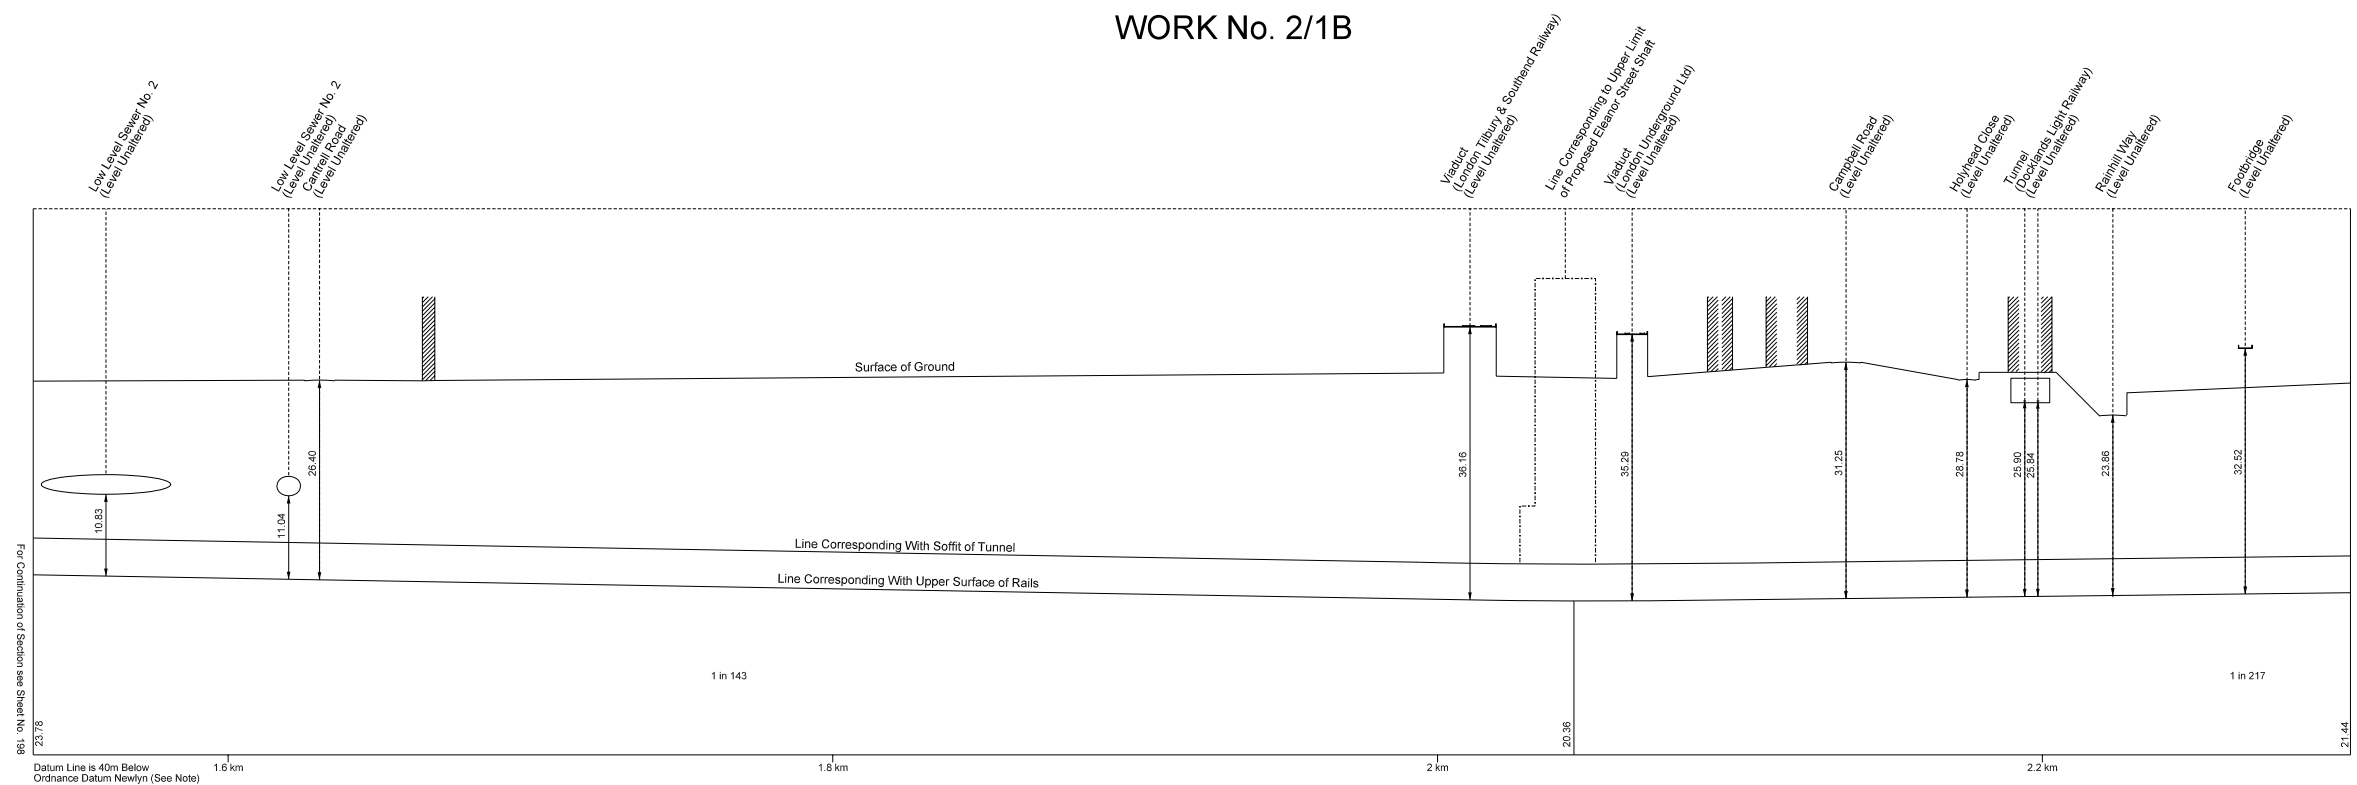 WORK No. 2/1B
Low Level Sewer No. 2
(Level Unaltered)
Low Level Sewer No. 2
(Level Unaltered)
Cantrell Road
(Level Unaltered)
Viaduct
(London Tilbury & Southend Railway)
(Level Unaltered)
Line Corresponding to Upper Limit
of Proposed Eleanor Street Shaft
Viaduct
(London Underground Ltd)
(Level Unaltered)
Campbell Road
(Level Unaltered)
Holyhead Close
(Level Unaltered)
Tunnel
(Docklands Light Railway)
(Level Unaltered)
Rainhill Way
(Level Unaltered)
Footbridge
(Level Unaltered)
Surface of Ground
10.83
11.04
26.40
36.16
35.29
31.25
28.78
25.90
25.84
23.86
32.52
Line Corresponding With Soffit of Tunnel
Line Corresponding With Upper Surface of Rails
For Continuation of Section see Sheet No. 198
1 in 143
1 in 217
23.78
20.36
21.44
Datum Line is 40m Below
Ordnance Datum Newlyn (See Note)
1.6 km
1.8 km
2 km
2.2 km